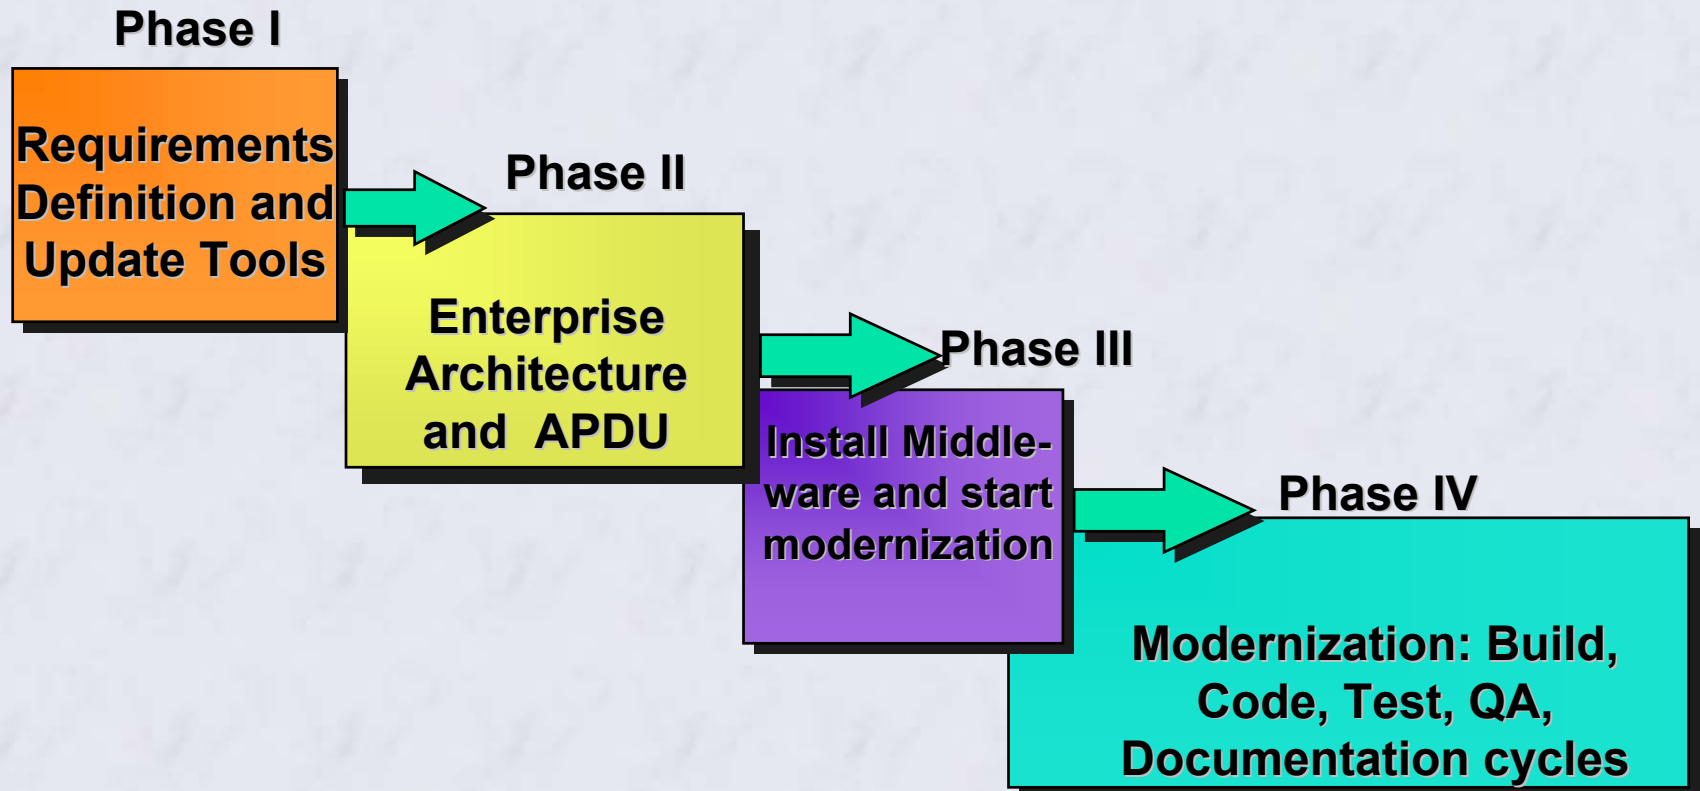 Phase I
Requirements
Definition and
Update Tools
Phase II
Enterprise
Architecture
and APDU
Phase III
Install Middle-
ware and start
modernization
Phase IV
Modernization: Build,
Code, Test, QA,
Documentation cycles